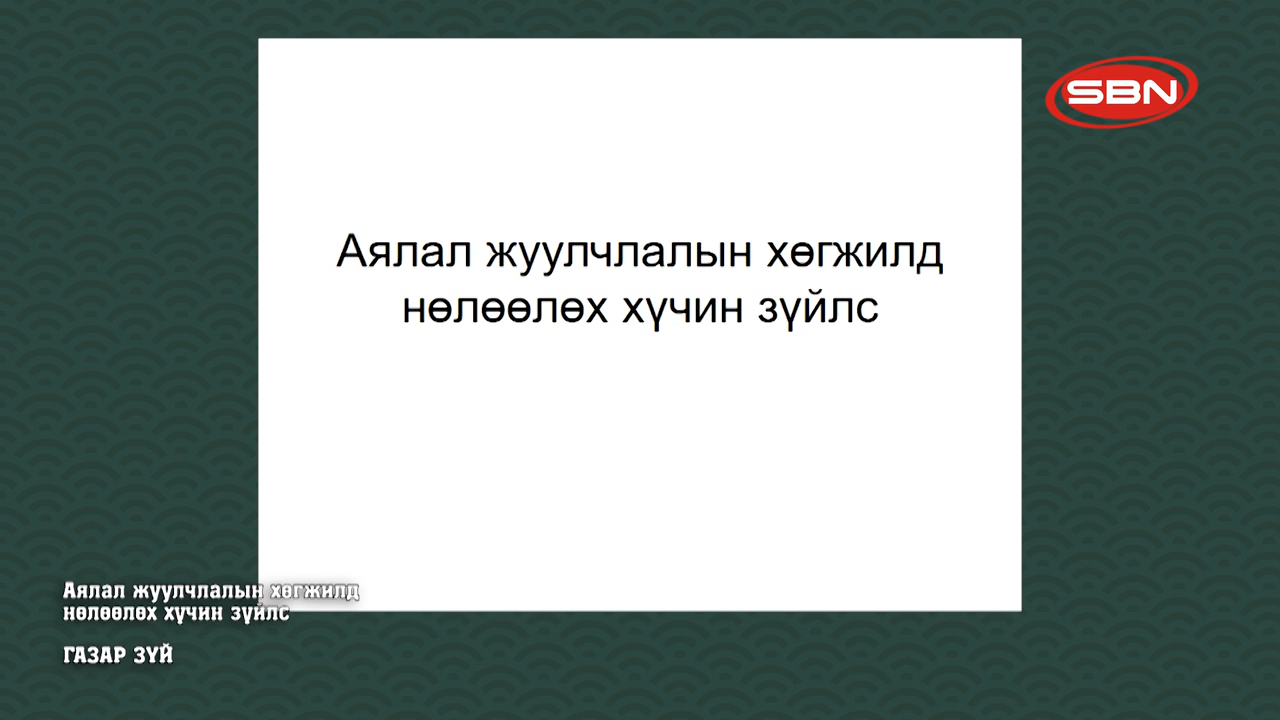 SBN
Аялал жуулчлалын хөгжилд
нөлөөлөх хүчин зүйлс
Аялал жуулчлалын хөгжилд
нөлөөлөх хүчин зүйлс
ГАЗАР ЗҮЙ